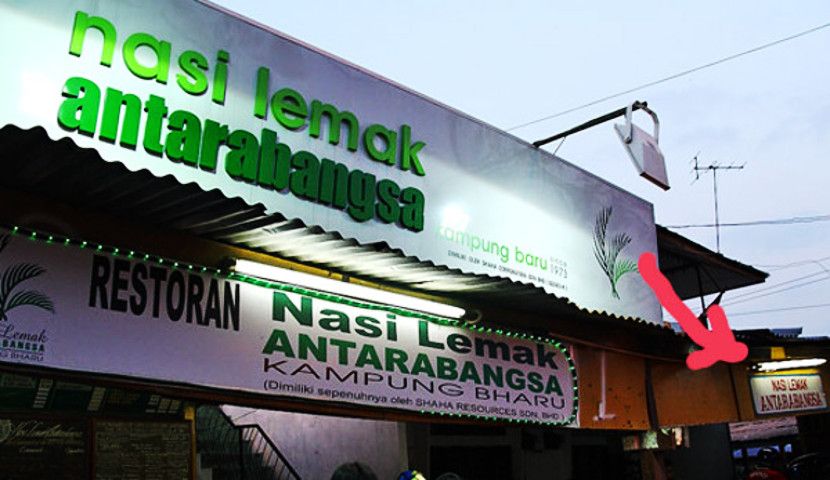 nasi lemak
antarabangsa
kampung baru
SINCE 1973
RESTORAN
Nasi Lemak
ANTARABANGSA
KAMPUNG BHARU
(Dimiliki sepenuhnya oleh SHAHA RESOURCES SDN. BHD)
NASI LEMAK
ANTARABANGSA